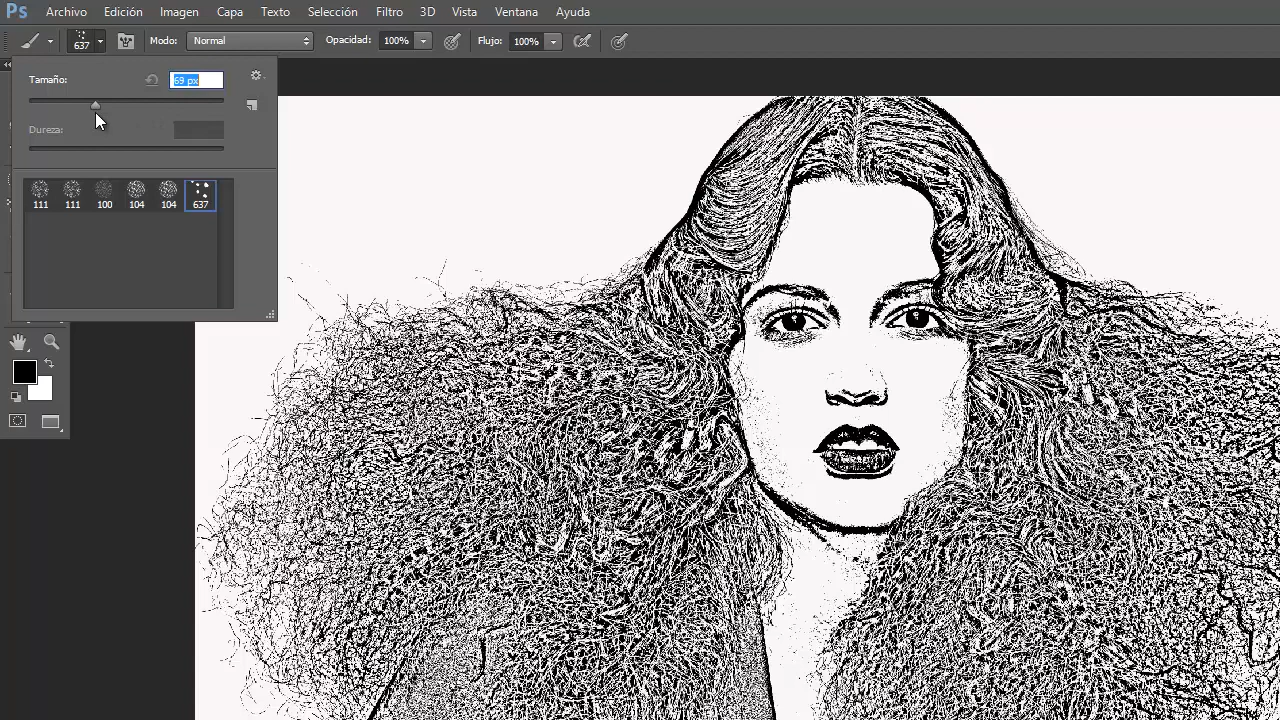 Ps Archivo Edición Imagen Capa Texto Selección Filtro 3D Vista Ventana Ayuda
637 Modo: Normal Opacidad: 100% Flujo: 100%
Tamaño: 69 px
Dureza:
111 111 100 104 104 637